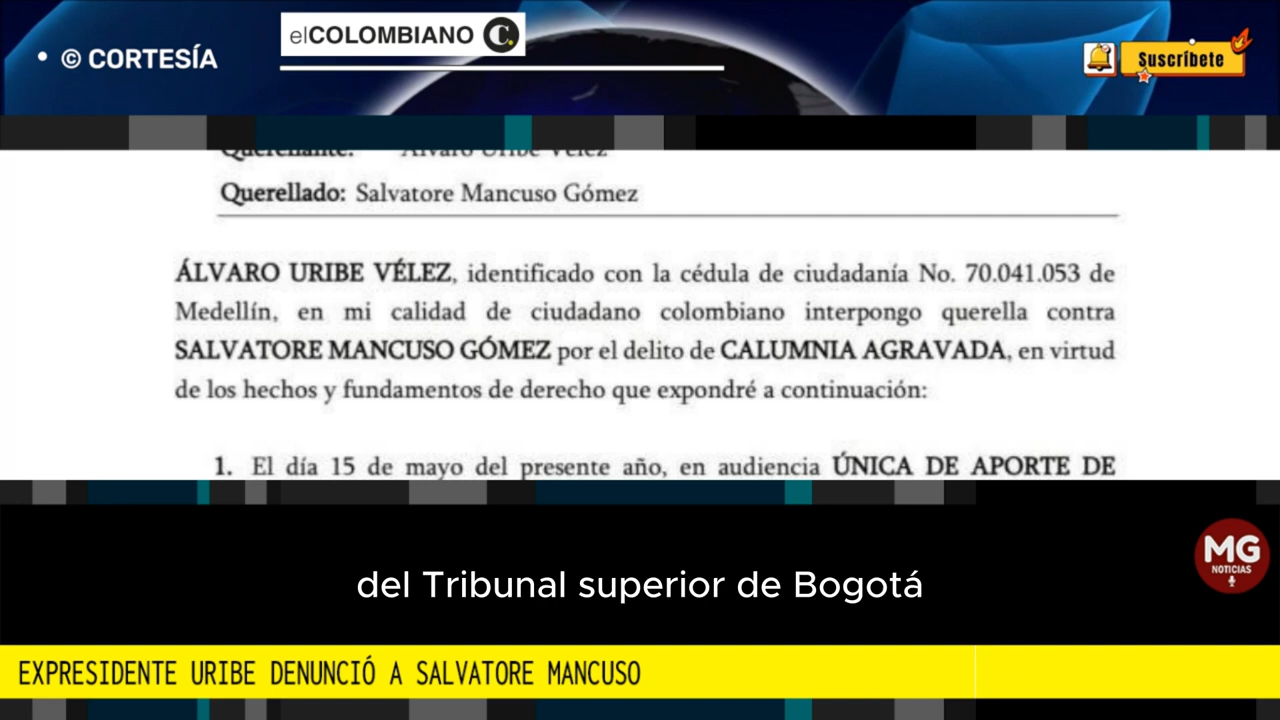 • © CORTESÍA
elCOLOMBIANO C.
Suscríbete
Querellante: Álvaro Uribe Vélez
Querellado: Salvatore Mancuso Gómez
ÁLVARO URIBE VÉLEZ, identificado con la cédula de ciudadanía No. 70.041.053 de
Medellín, en mi calidad de ciudadano colombiano interpongo querella contra
SALVATORE MANCUSO GÓMEZ por el delito de CALUMNIA AGRAVADA, en virtud
de los hechos y fundamentos de derecho que expondré a continuación:
1. El día 15 de mayo del presente año, en audiencia ÚNICA DE APORTE DE
MG
NOTICIAS
del Tribunal superior de Bogotá
EXPRESIDENTE URIBE DENUNCIÓ A SALVATORE MANCUSO